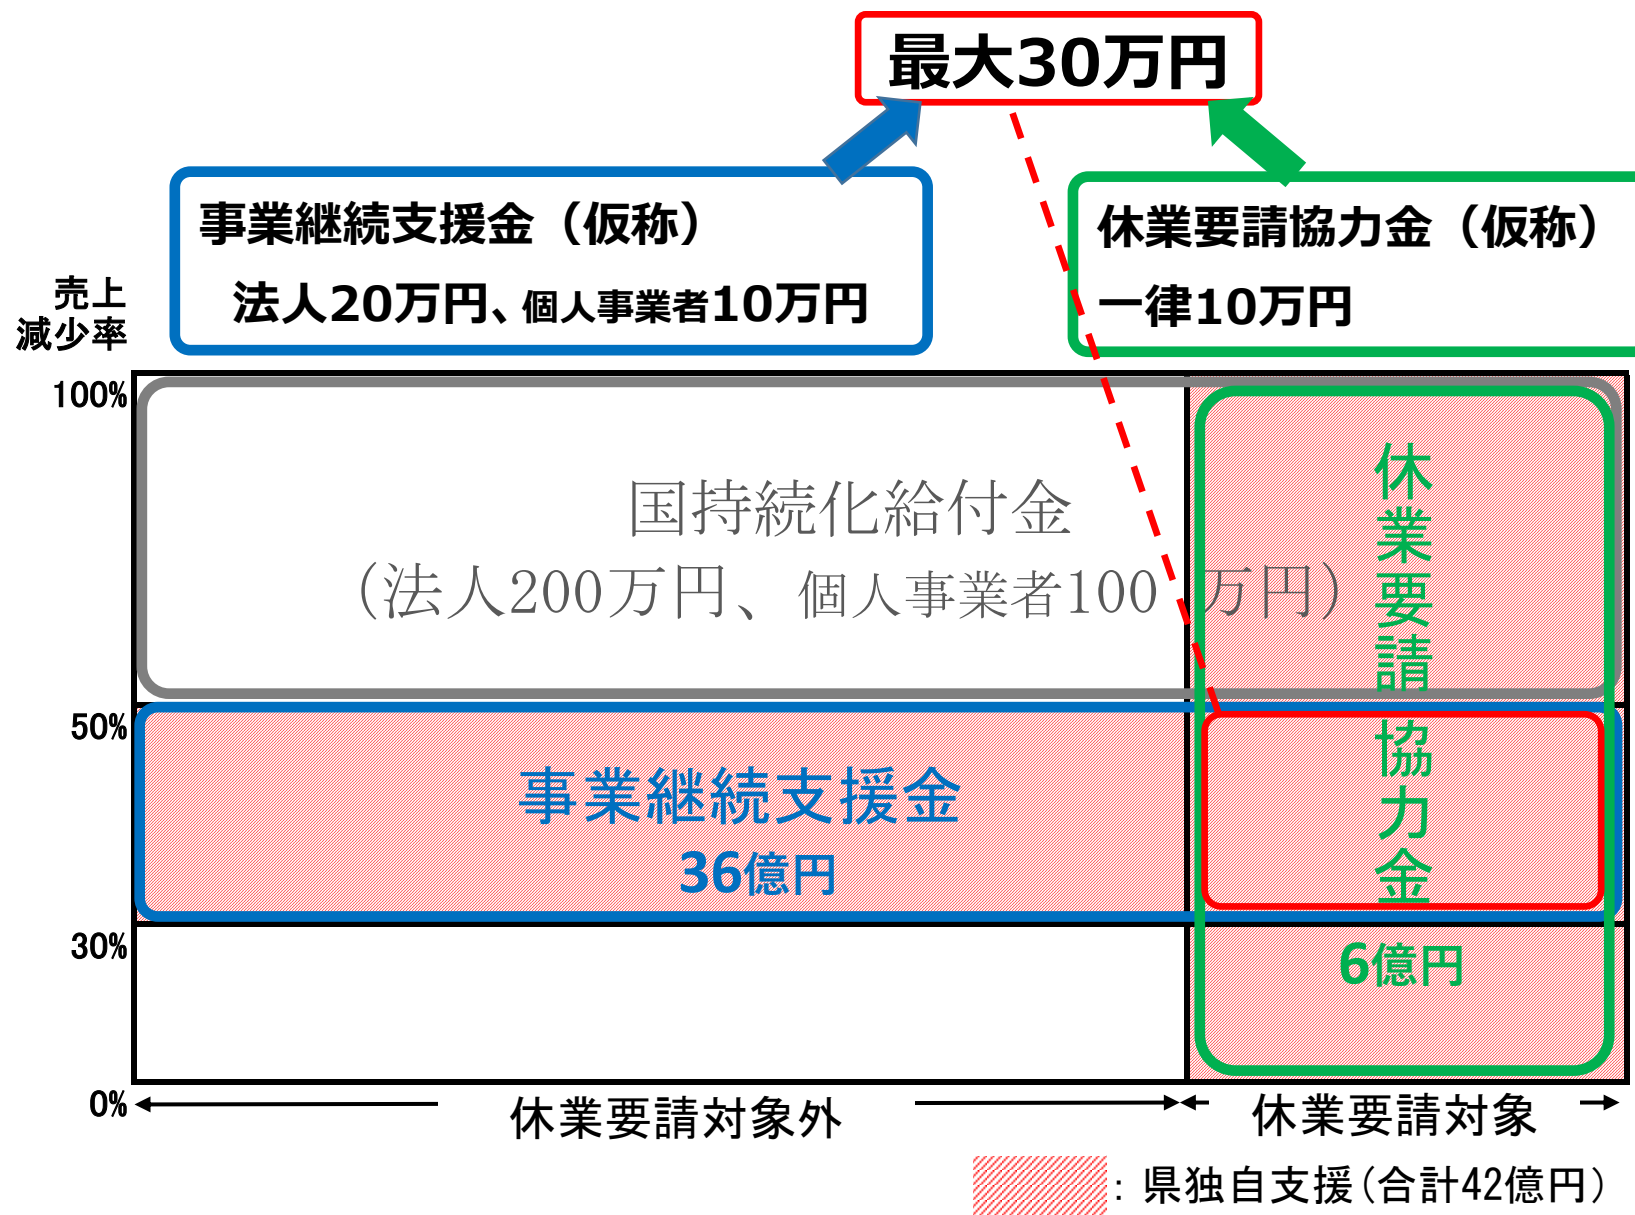 最大30万円
事業継続支援金（仮称）
法人20万円、個人事業者10万円
休業要請協力金（仮称）
一律10万円
売上
減少率
100%
国持続化給付金
（法人200万円、個人事業者100 万円）
休業要請協力金
50%
事業継続支援金
36億円
30%
6億円
0%
休業要請対象外
休業要請対象
：県独自支援（合計42億円）